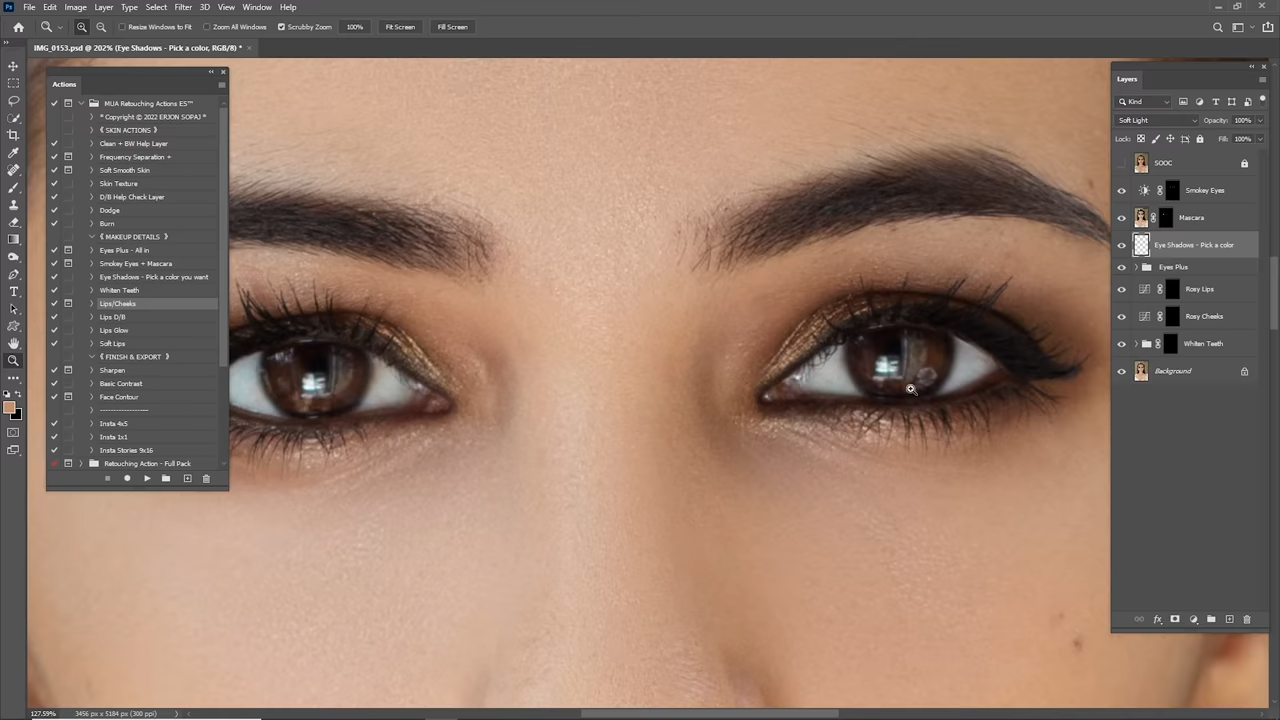 File Edit Image Layer Type Select Filter 3D View Window Help
Resize Windows to Fit Zoom All Windows Scrubby Zoom 100% Fit Screen Fill Screen
IMG_0153.psd @ 202% (Eye Shadows - Pick a color, RGB/8) *
Actions
MUA Retouching Actions ES™
* Copyright © 2022 ERJON SOPAJ *
《 SKIN ACTIONS 》
Clean + BW Help Layer
Frequency Separation +
Soft Smooth Skin
Skin Texture
D/B Help Check Layer
Dodge
Burn
《 MAKEUP DETAILS 》
Eyes Plus - All in
Smokey Eyes + Mascara
Eye Shadows - Pick a color you want
Whiten Teeth
Lips/Cheeks
Lips D/B
Lips Glow
Soft Lips
《 FINISH & EXPORT 》
Sharpen
Basic Contrast
Face Contour
--------------------
Insta 4x5
Insta 1x1
Insta Stories 9x16
Retouching Action - Full Pack
Layers
Kind
Soft Light Opacity: 100%
Lock: Fill: 100%
SOOC
Smokey Eyes
Mascara
Eye Shadows - Pick a color
Eyes Plus
Rosy Lips
Rosy Cheeks
Whiten Teeth
Background
127.59% 3456 px x 5184 px (300 ppi)